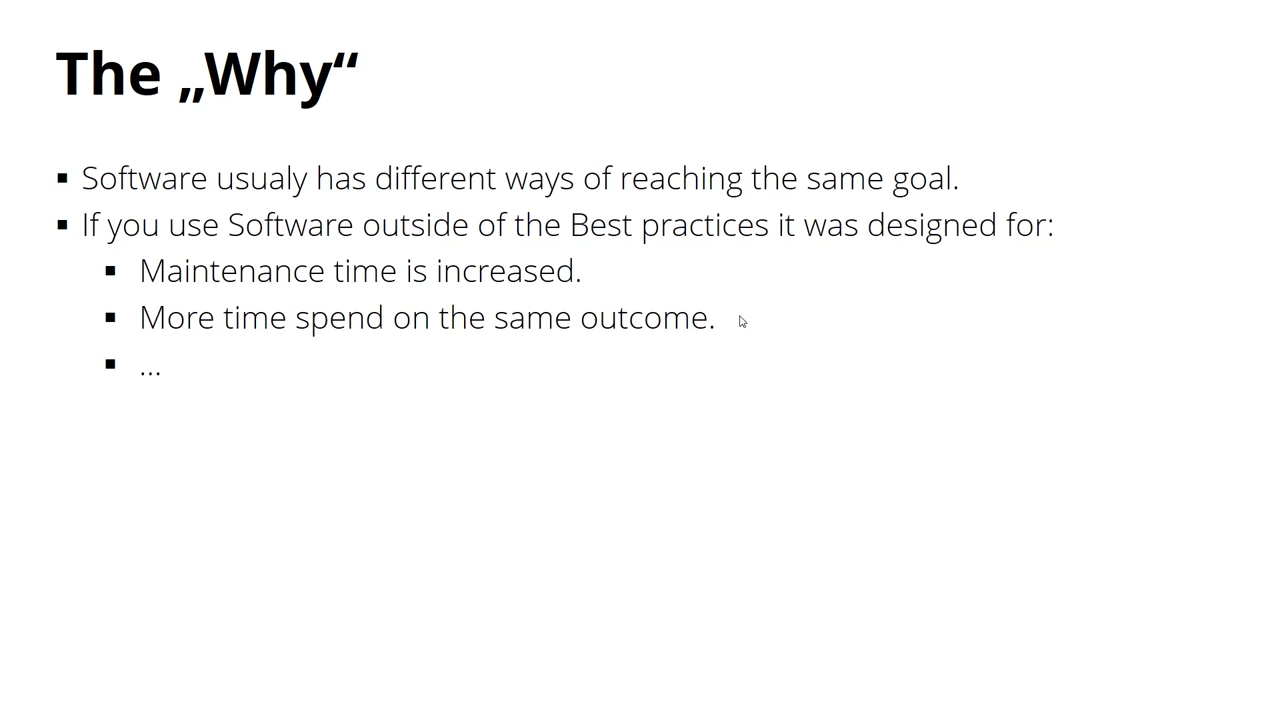 The „Why“
▪ Software usualy has different ways of reaching the same goal.
▪ If you use Software outside of the Best practices it was designed for:
▪ Maintenance time is increased.
▪ More time spend on the same outcome.
▪ ...